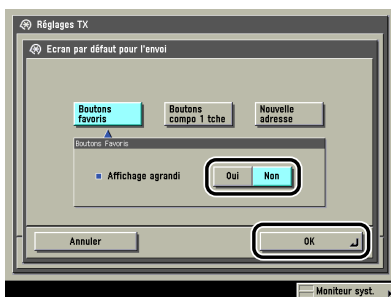 Réglages TX
Ecran par défaut pour l'envoi
Boutons favoris
Boutons compo 1 tche
Nouvelle adresse
Boutons Favoris
Affichage agrandi
Oui
Non
Annuler
OK
Moniteur syst.